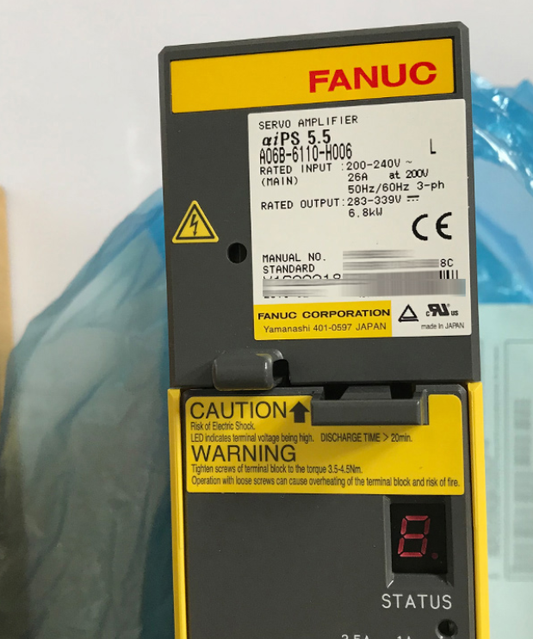 FANUC
SERVO AMPLIFIER
αiPS 5.5
A06B-6110-H006
L
RATED INPUT :200-240V ~
(MAIN) 26A at 200V
50Hz/60Hz 3-ph
RATED OUTPUT:283-339V
6.8kW
CE
MANUAL NO.
STANDARD 8C
FANUC CORPORATION
Yamanashi 401-0597 JAPAN
c RU us
made in JAPAN
CAUTION
Risk of Electric Shock.
LED indicates terminal voltage being high. DISCHARGE TIME > 20min.
WARNING
Tighten screws of terminal block to the torque 3.5-4.5Nm.
Operation with loose screws can cause overheating of the terminal block and risk of fire.
8.
STATUS